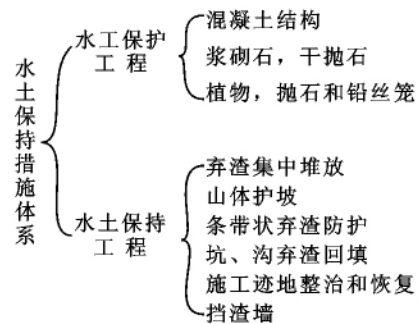 水土保持措施体系
水工保护
工程
混凝土结构
浆砌石，干抛石
植物，抛石和铅丝笼
水土保持
工程
弃渣集中堆放
山体护坡
条带状弃渣防护
坑、沟弃渣回填
施工迹地整治和恢复
挡渣墙